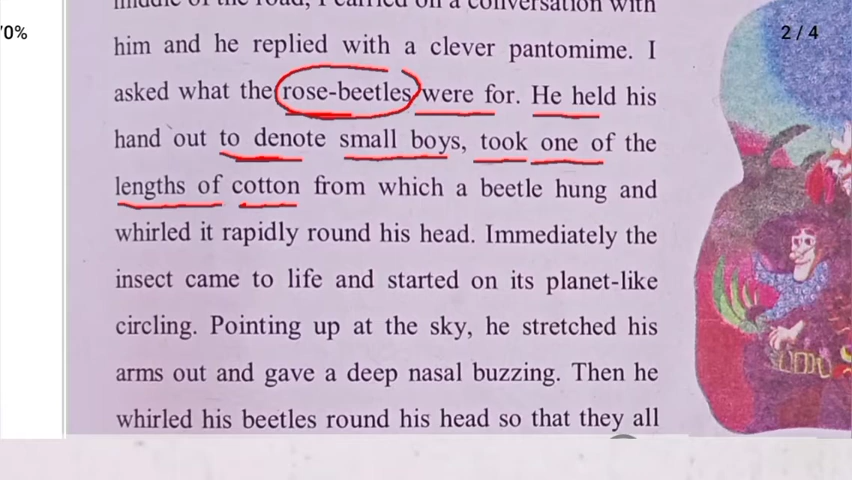 middle of the road, I carried on a conversation with
him and he replied with a clever pantomime. I
asked what the rose-beetles were for. He held his
hand out to denote small boys, took one of the
lengths of cotton from which a beetle hung and
whirled it rapidly round his head. Immediately the
insect came to life and started on its planet-like
circling. Pointing up at the sky, he stretched his
arms out and gave a deep nasal buzzing. Then he
whirled his beetles round his head so that they all
70%
2/4